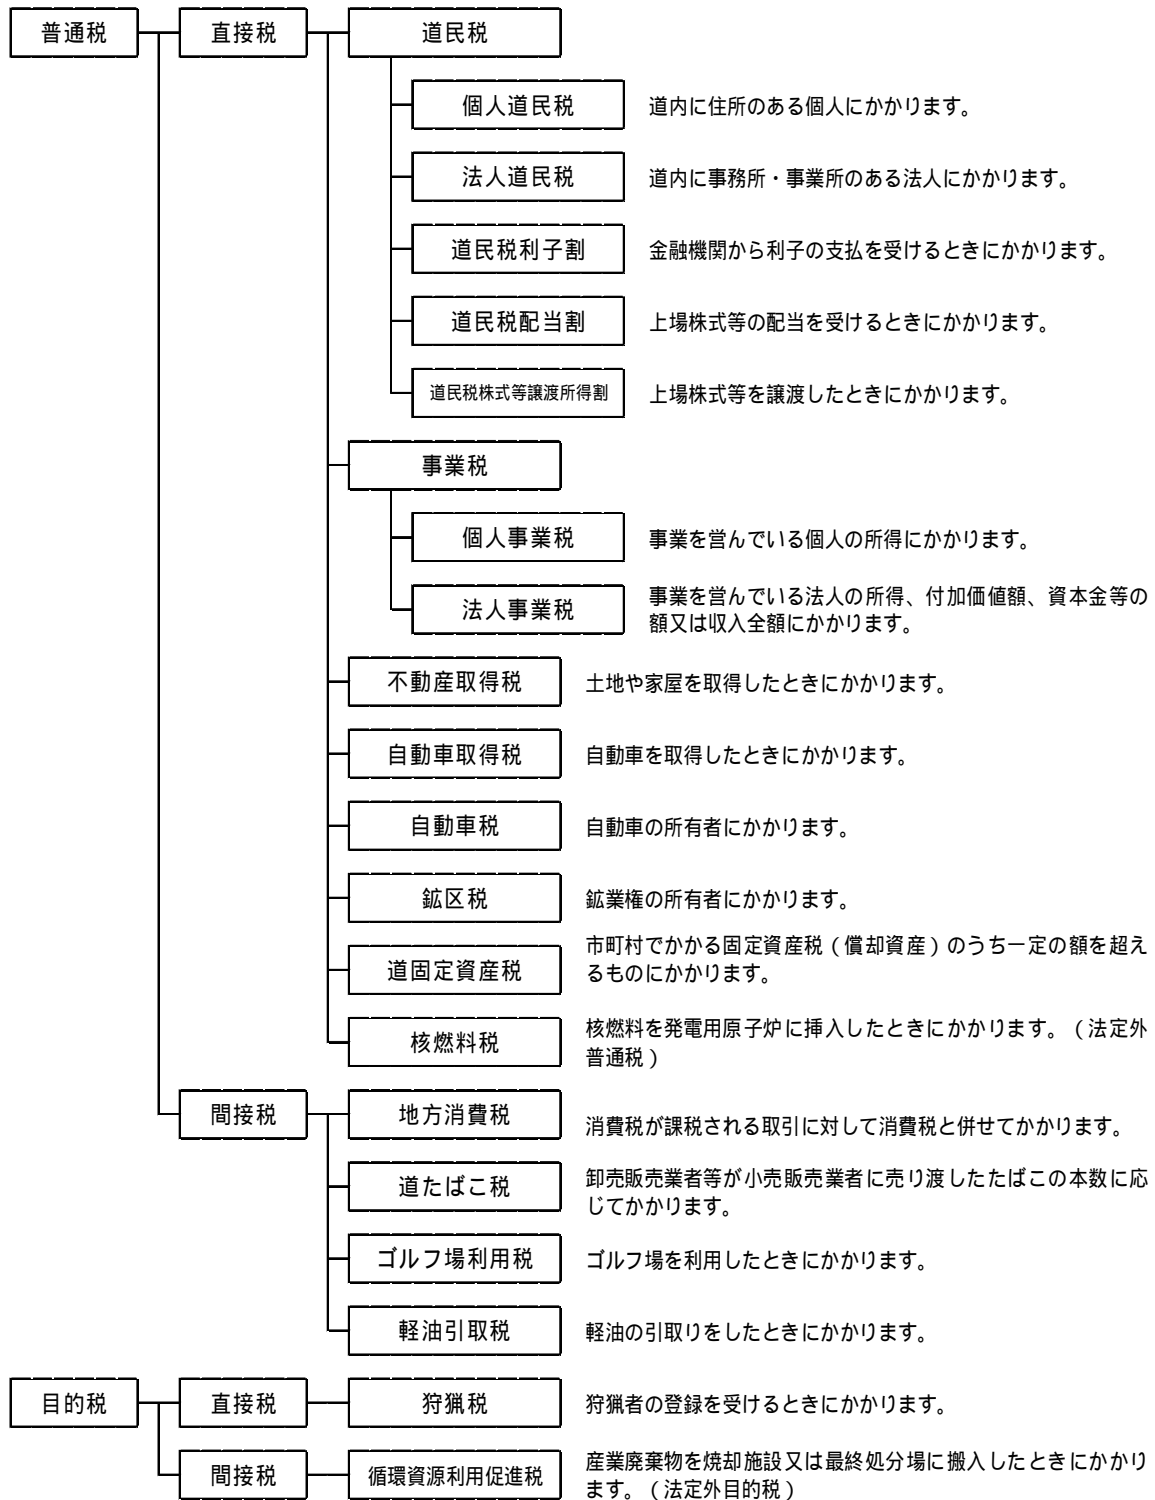 普通税 直接税 道民税
個人道民税 道内に住所のある個人にかかります。
法人道民税 道内に事務所・事業所のある法人にかかります。
道民税利子割 金融機関から利子の支払を受けるときにかかります。
道民税配当割 上場株式等の配当を受けるときにかかります。
道民税株式等譲渡所得割 上場株式等を譲渡したときにかかります。
事業税
個人事業税 事業を営んでいる個人の所得にかかります。
法人事業税 事業を営んでいる法人の所得、付加価値額、資本金等の
額又は収入全額にかかります。
不動産取得税 土地や家屋を取得したときにかかります。
自動車取得税 自動車を取得したときにかかります。
自動車税 自動車の所有者にかかります。
鉱区税 鉱業権の所有者にかかります。
道固定資産税 市町村でかかる固定資産税（償却資産）のうち一定の額を超え
るものにかかります。
核燃料税 核燃料を発電用原子炉に挿入したときにかかります。（法定外
普通税）
間接税 地方消費税 消費税が課税される取引に対して消費税と併せてかかります。
道たばこ税 卸売販売業者等が小売販売業者に売り渡したたばこの本数に応
じてかかります。
ゴルフ場利用税 ゴルフ場を利用したときにかかります。
軽油引取税 軽油の引取りをしたときにかかります。
目的税 直接税 狩猟税 狩猟者の登録を受けるときにかかります。
間接税 循環資源利用促進税 産業廃棄物を焼却施設又は最終処分場に搬入したときにかかり
ます。（法定外目的税）